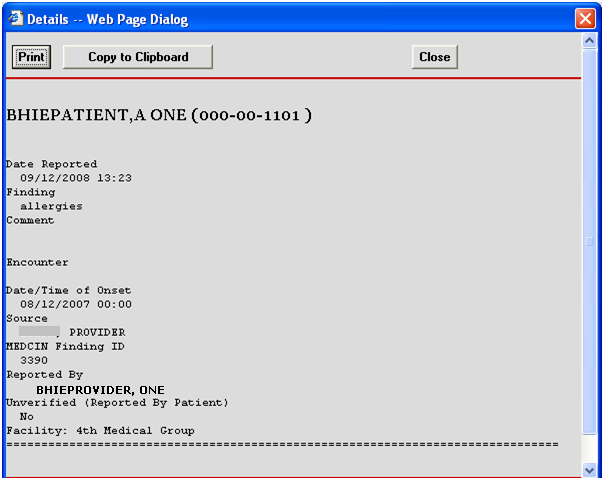 Details -- Web Page Dialog
Print Copy to Clipboard Close
BHIEPATIENT,A ONE (000-00-1101 )
Date Reported
09/12/2008 13:23
Finding
allergies
Comment
Encounter
Date/Time of Onset
08/12/2007 00:00
Source
, PROVIDER
MEDCIN Finding ID
3390
Reported By
BHIEPROVIDER, ONE
Unverified (Reported By Patient)
No
Facility: 4th Medical Group
===============================================================================